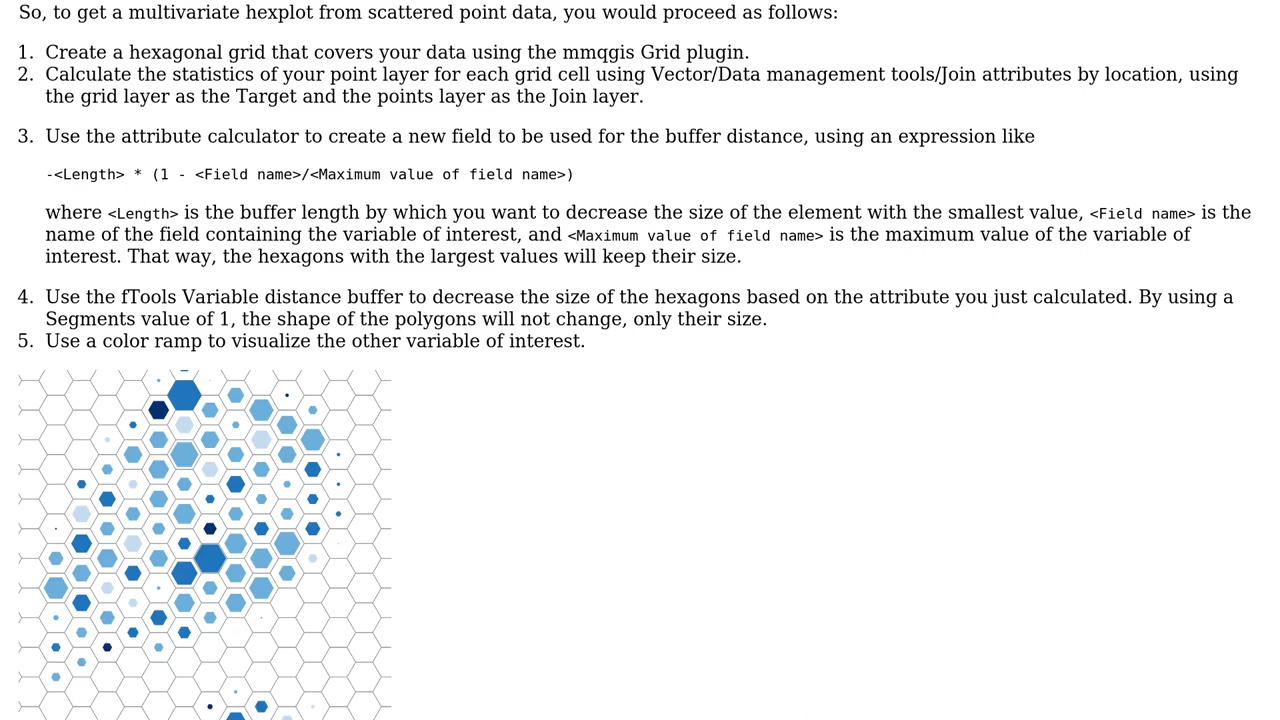 So, to get a multivariate hexplot from scattered point data, you would proceed as follows:
1. Create a hexagonal grid that covers your data using the mmqgis Grid plugin.
2. Calculate the statistics of your point layer for each grid cell using Vector/Data management tools/Join attributes by location, using
the grid layer as the Target and the points layer as the Join layer.
3. Use the attribute calculator to create a new field to be used for the buffer distance, using an expression like
-<Length> * (1 - <Field name>/<Maximum value of field name>)
where <Length> is the buffer length by which you want to decrease the size of the element with the smallest value, <Field name> is the
name of the field containing the variable of interest, and <Maximum value of field name> is the maximum value of the variable of
interest. That way, the hexagons with the largest values will keep their size.
4. Use the fTools Variable distance buffer to decrease the size of the hexagons based on the attribute you just calculated. By using a
Segments value of 1, the shape of the polygons will not change, only their size.
5. Use a color ramp to visualize the other variable of interest.